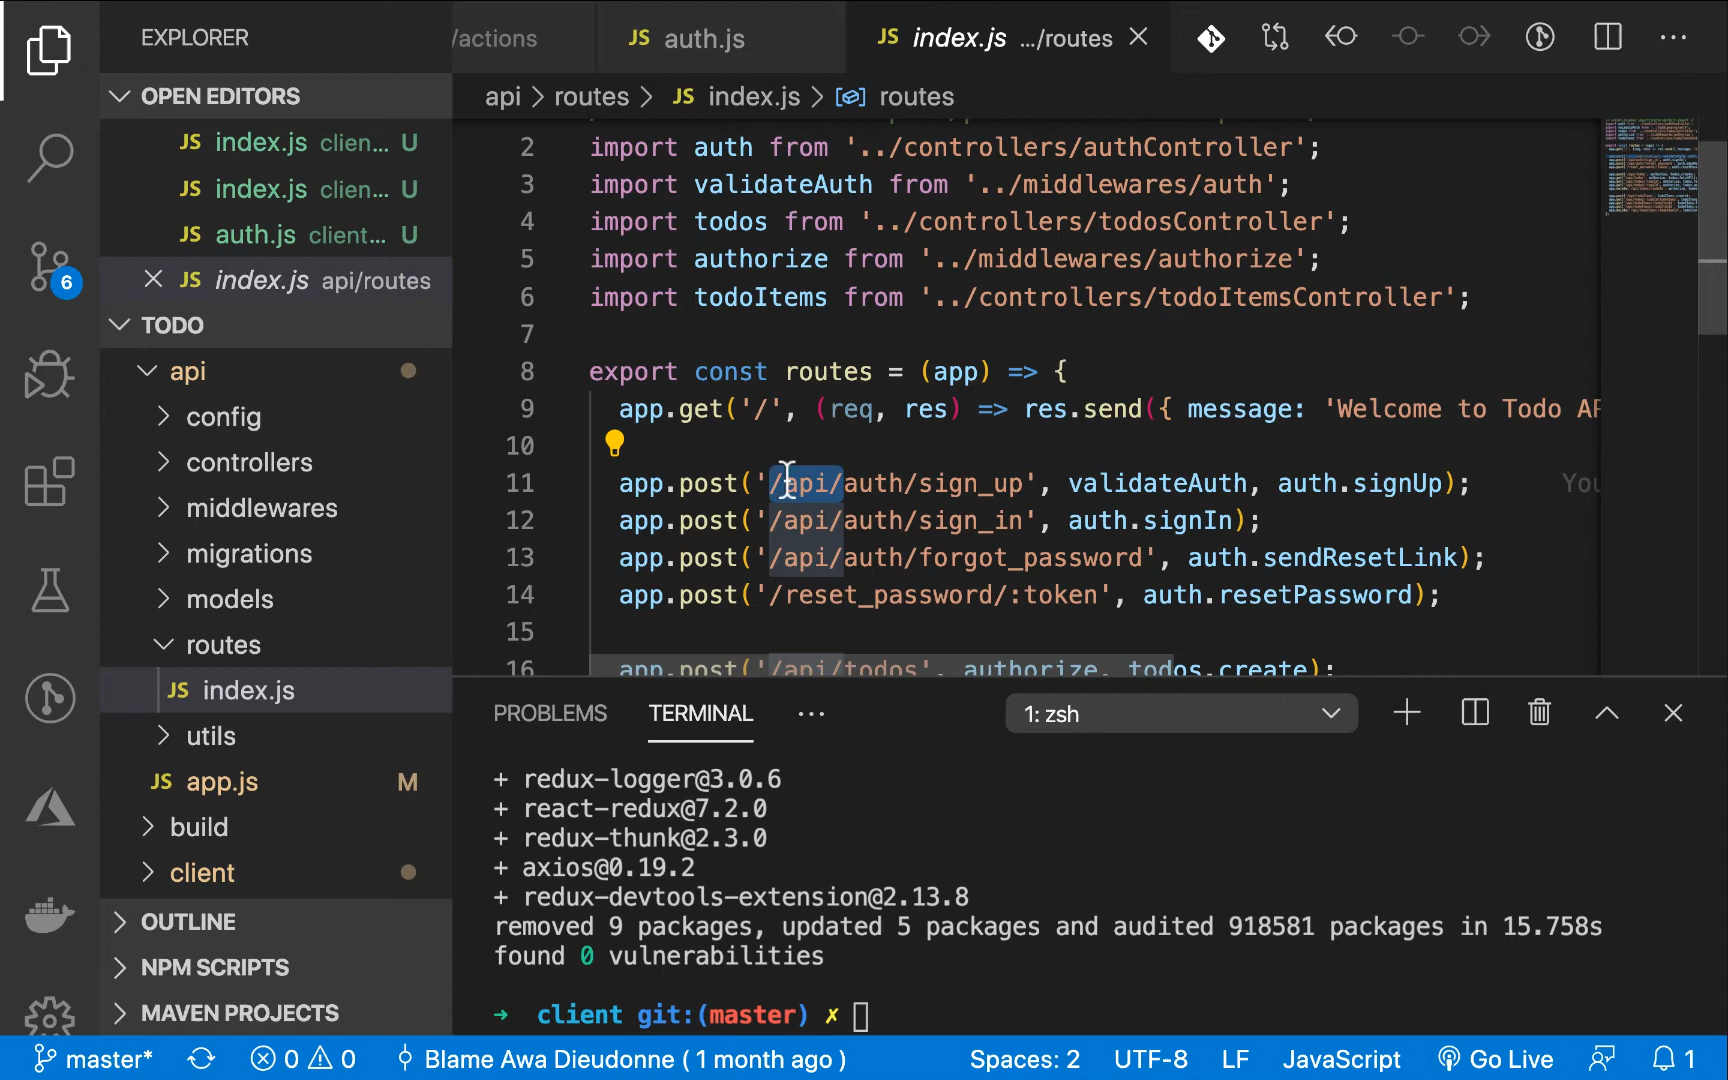 EXPLORER
/actions
JS auth.js
JS index.js .../routes
OPEN EDITORS
JS index.js clien... U
JS index.js clien... U
JS auth.js client... U
JS index.js api/routes
TODO
api
config
controllers
middlewares
migrations
models
routes
JS index.js
utils
JS app.js M
build
client
OUTLINE
NPM SCRIPTS
MAVEN PROJECTS
6
api > routes > JS index.js > routes
2 import auth from '../controllers/authController';
3 import validateAuth from '../middlewares/auth';
4 import todos from '../controllers/todosController';
5 import authorize from '../middlewares/authorize';
6 import todoItems from '../controllers/todoItemsController';
7
8 export const routes = (app) => {
9 app.get('/', (req, res) => res.send({ message: 'Welcome to Todo AP
10
11 app.post('/api/auth/sign_up', validateAuth, auth.signUp); You
12 app.post('/api/auth/sign_in', auth.signIn);
13 app.post('/api/auth/forgot_password', auth.sendResetLink);
14 app.post('/reset_password/:token', auth.resetPassword);
15
16 app.post('/api/todos', authorize, todos.create);
PROBLEMS TERMINAL ... 1: zsh
+ redux-logger@3.0.6
+ react-redux@7.2.0
+ redux-thunk@2.3.0
+ axios@0.19.2
+ redux-devtools-extension@2.13.8
removed 9 packages, updated 5 packages and audited 918581 packages in 15.758s
found 0 vulnerabilities
→ client git:(master) ✗
master* 0 0 Blame Awa Dieudonne ( 1 month ago ) Spaces: 2 UTF-8 LF JavaScript Go Live 1